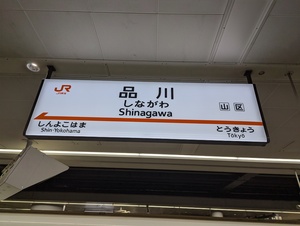 JR
品川
しながわ
Shinagawa
山 区
しんよこはま
Shin-Yokohama
とうきょう
Tōkyō